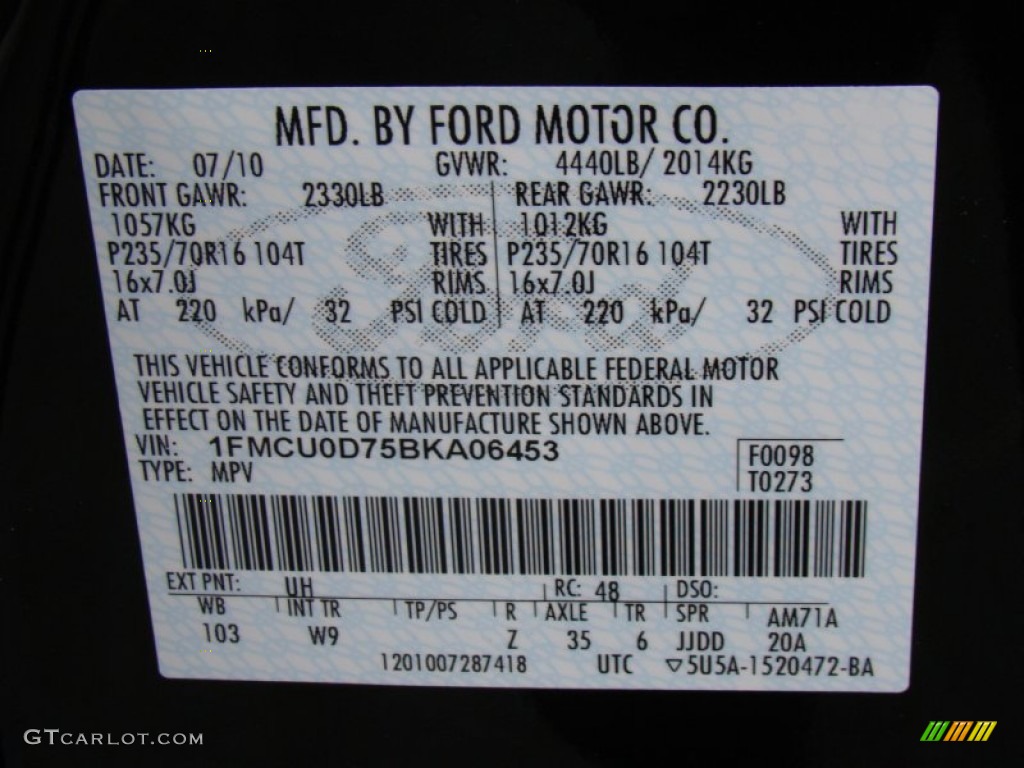 MFD. BY FORD MOTOR CO.
DATE: 07/10 GVWR: 4440LB/ 2014KG
FRONT GAWR: 2330LB REAR GAWR: 2230LB
1057KG WITH 1012KG WITH
P235/70R16 104T TIRES P235/70R16 104T TIRES
16x7.0J RIMS 16x7.0J RIMS
AT 220 kPa/ 32 PSI COLD AT 220 kPa/ 32 PSI COLD
Ford
THIS VEHICLE CONFORMS TO ALL APPLICABLE FEDERAL MOTOR
VEHICLE SAFETY AND THEFT PREVENTION STANDARDS IN
EFFECT ON THE DATE OF MANUFACTURE SHOWN ABOVE.
VIN: 1FMCU0D75BKA06453 F0098
TYPE: MPV T0273
EXT PNT: UH RC: 48 DSO:
WB INT TR TP/PS R AXLE TR SPR AM71A
103 W9 Z 35 6 JJDD 20A
1201007287418 UTC ▽5U5A-1520472-BA
GTCARLOT.COM